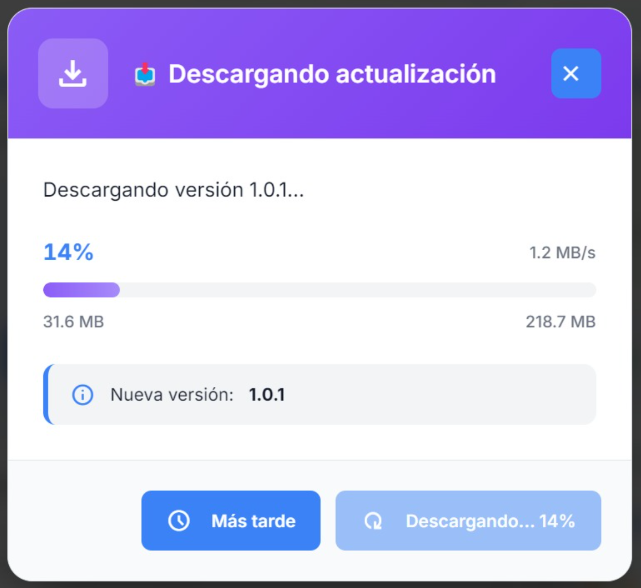 Descargando actualización
Descargando versión 1.0.1...
14%
1.2 MB/s
31.6 MB
218.7 MB
Nueva versión: 1.0.1
Más tarde
Descargando... 14%